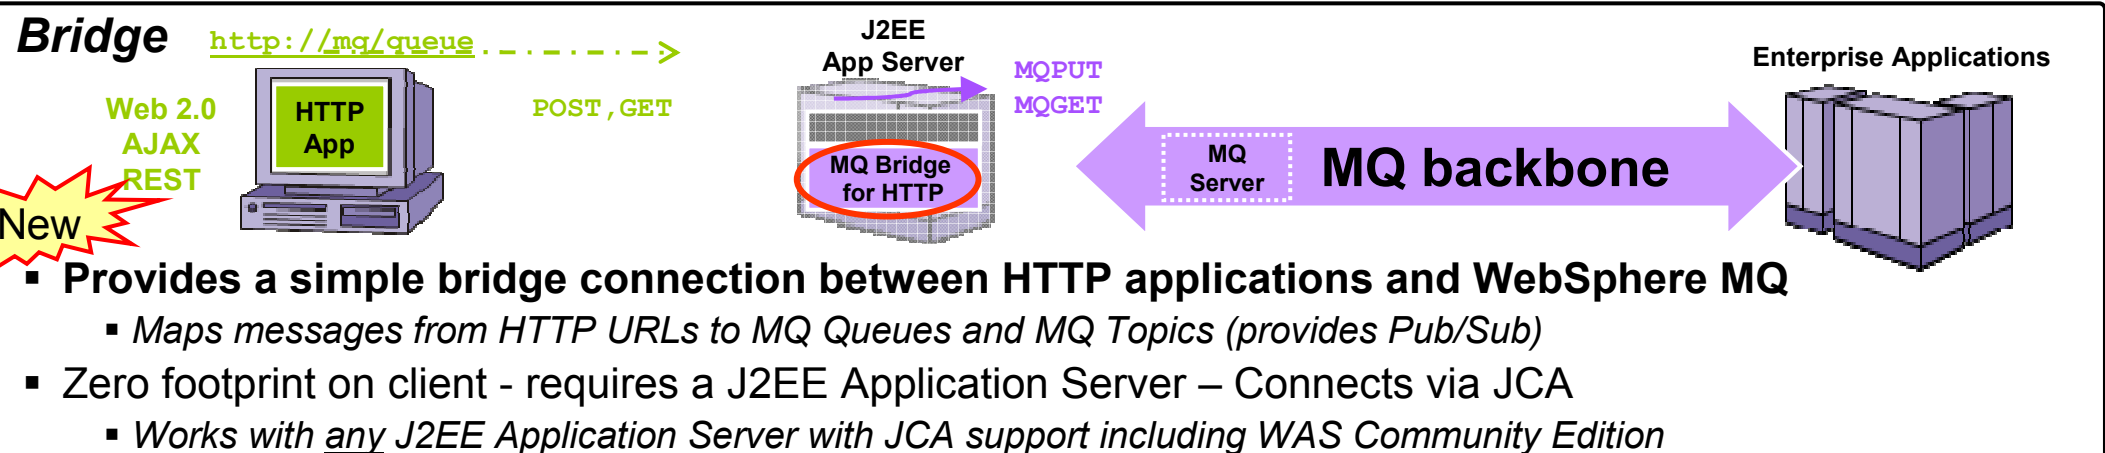 Bridge
http://mq/queue
J2EE
App Server
MQPUT
MQGET
Enterprise Applications
Web 2.0
AJAX
REST
HTTP
App
POST,GET
MQ Bridge
for HTTP
MQ
Server
MQ backbone
New
▪ Provides a simple bridge connection between HTTP applications and WebSphere MQ
▪ Maps messages from HTTP URLs to MQ Queues and MQ Topics (provides Pub/Sub)
▪ Zero footprint on client - requires a J2EE Application Server – Connects via JCA
▪ Works with any J2EE Application Server with JCA support including WAS Community Edition